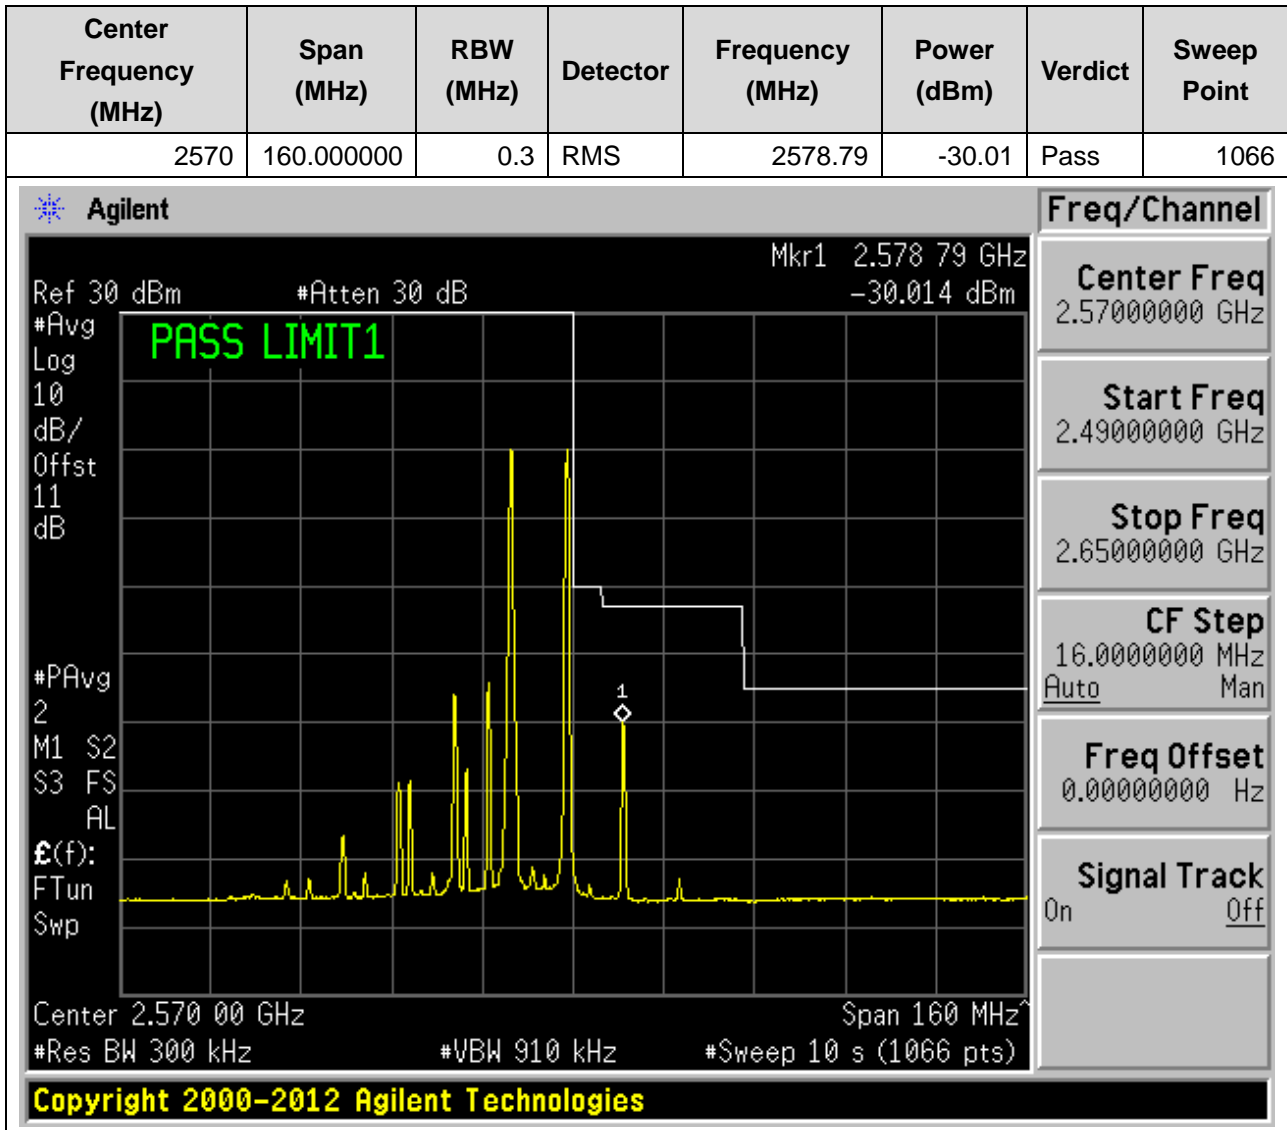 Center Frequency (MHz) Span (MHz) RBW (MHz) Detector Frequency (MHz) Power (dBm) Verdict Sweep Point
2570 160.000000 0.3 RMS 2578.79 -30.01 Pass 1066
Agilent
Freq/Channel
Mkr1 2.578 79 GHz
Ref 30 dBm #Atten 30 dB -30.014 dBm
#Avg
Log
10
dB/
Offst
11
dB
PASS LIMIT1
1
#PAvg
2
M1 S2
S3 FS
AL
£(f):
FTun
Swp
Center 2.570 00 GHz Span 160 MHz^
#Res BW 300 kHz #VBW 910 kHz #Sweep 10 s (1066 pts)
Center Freq
2.57000000 GHz
Start Freq
2.49000000 GHz
Stop Freq
2.65000000 GHz
CF Step
16.0000000 MHz
Auto Man
Freq Offset
0.00000000 Hz
Signal Track
On Off
Copyright 2000-2012 Agilent Technologies